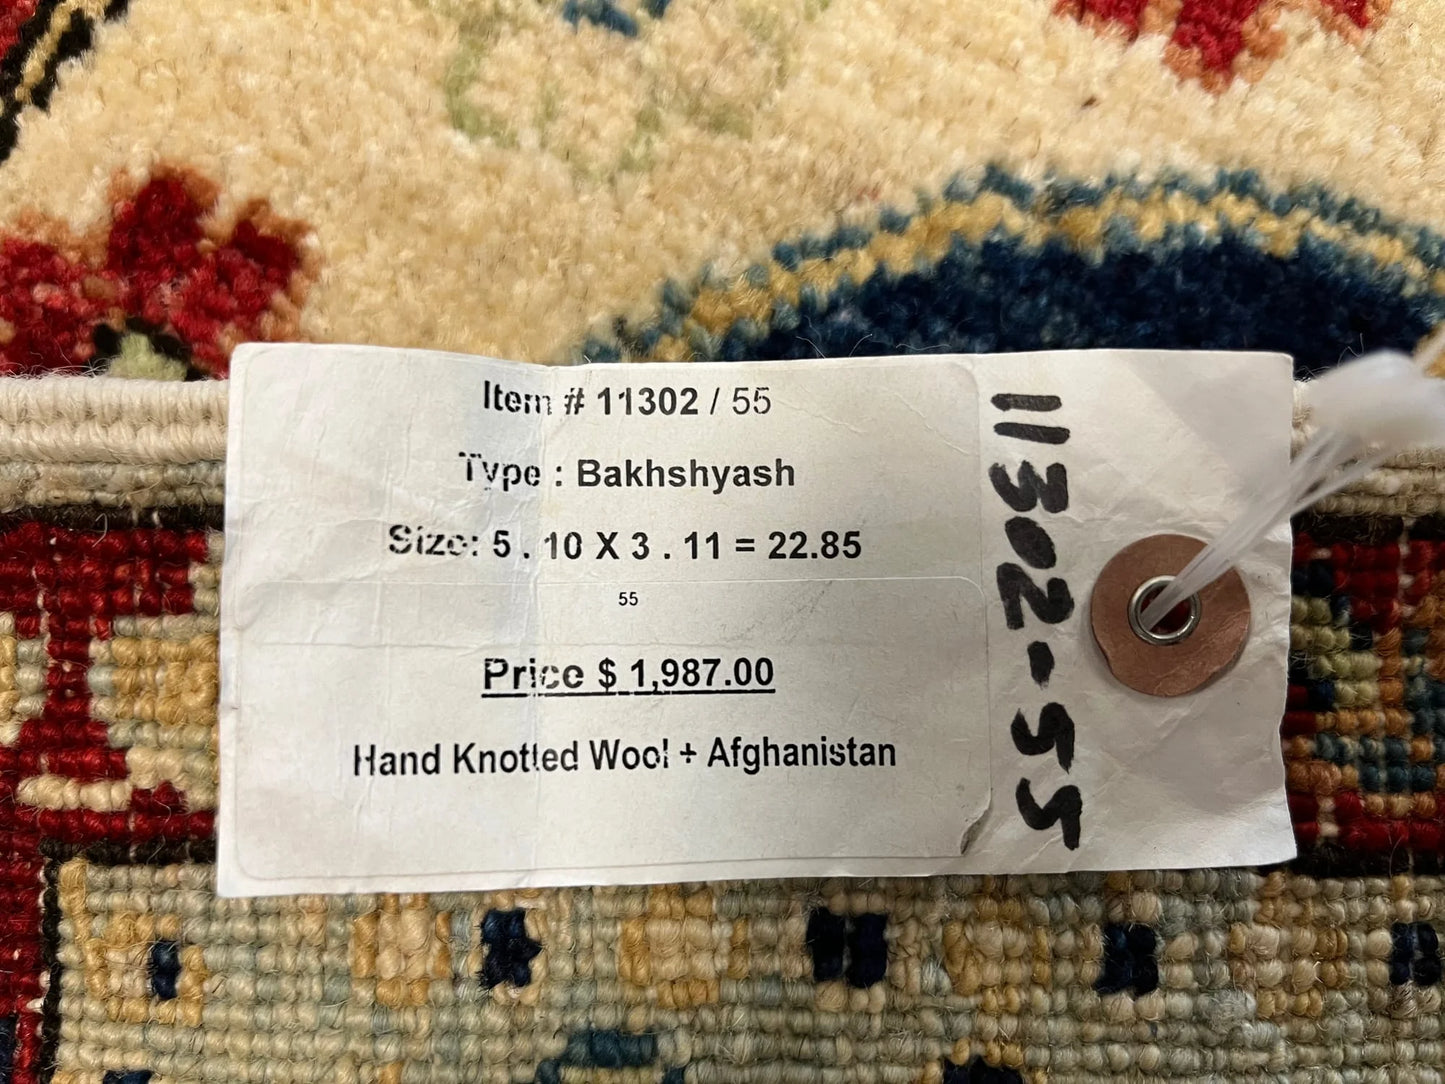 Item # 11302 / 55
Type : Bakhshyash
Size: 5 . 10 X 3 . 11 = 22.85
55
Price $ 1,987.00
Hand Knotted Wool + Afghanistan
11302-55